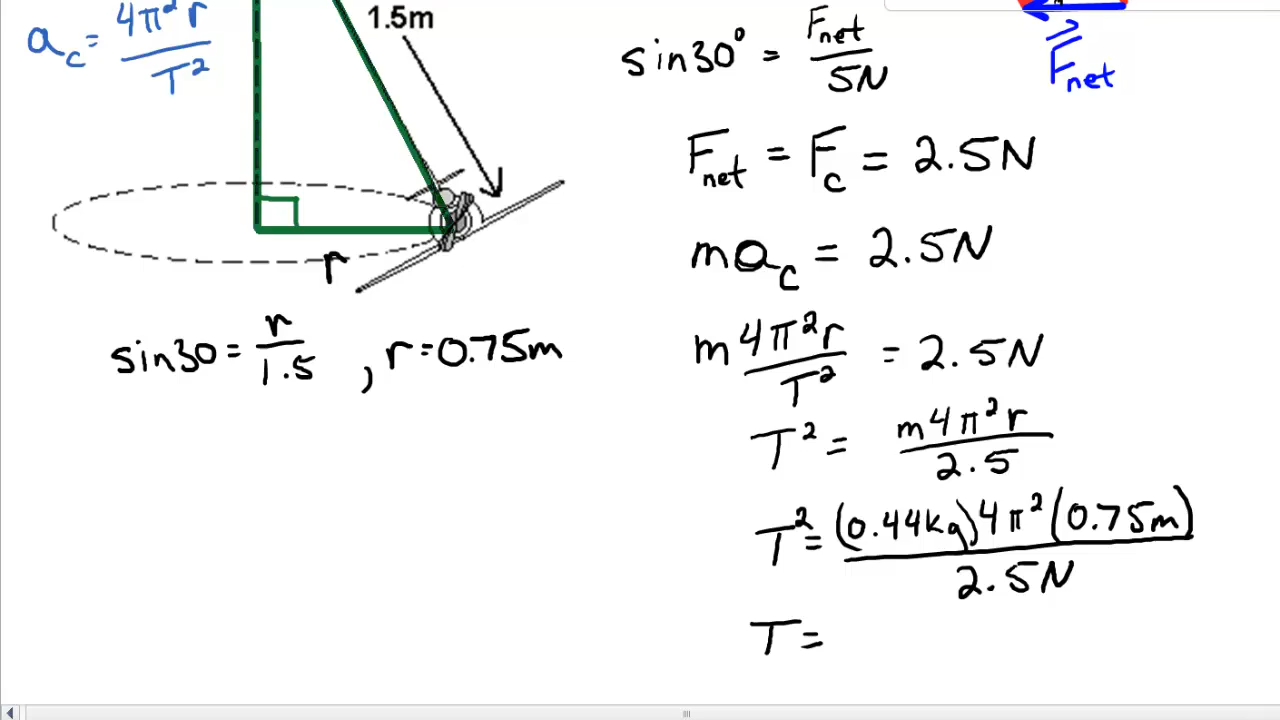 a_c = 4π²r / T²
1.5m
r
sin30 = r / 1.5 , r = 0.75m
sin30° = F_net / 5N
F_net
F_net = F_c = 2.5N
ma_c = 2.5N
m 4π²r / T² = 2.5N
T² = m4π²r / 2.5
T² = (0.44kg)4π²(0.75m) / 2.5N
T =